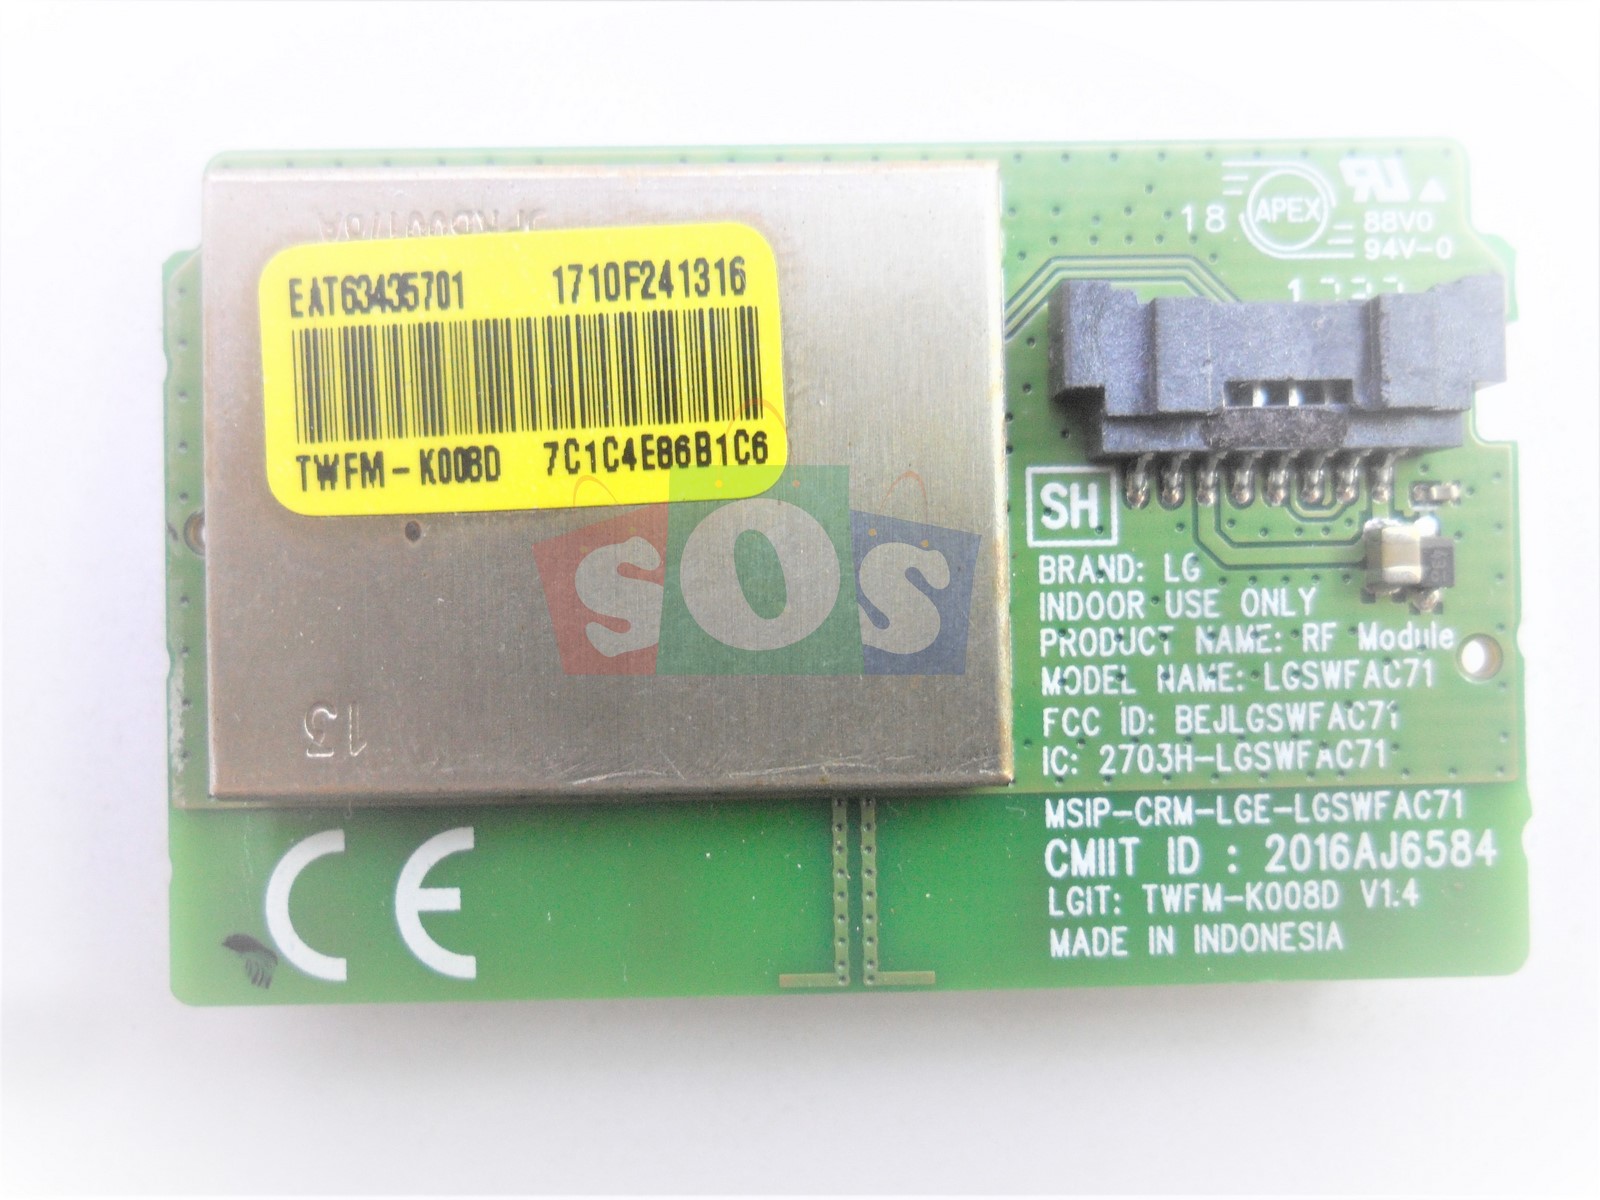 18 APEX
88V0
94V-0
EAT63435701 1710F241316
TWFM-K008D 7C1C4E86B1C6
SOS
SH
BRAND: LG
INDOOR USE ONLY
PRODUCT NAME: RF Module
MODEL NAME: LGSWFAC71
FCC ID: BEJLGSWFAC71
IC: 2703H-LGSWFAC71
MSIP-CRM-LGE-LGSWFAC71
CMIIT ID : 2016AJ6584
LGIT: TWFM-K008D V1.4
MADE IN INDONESIA
13
CE